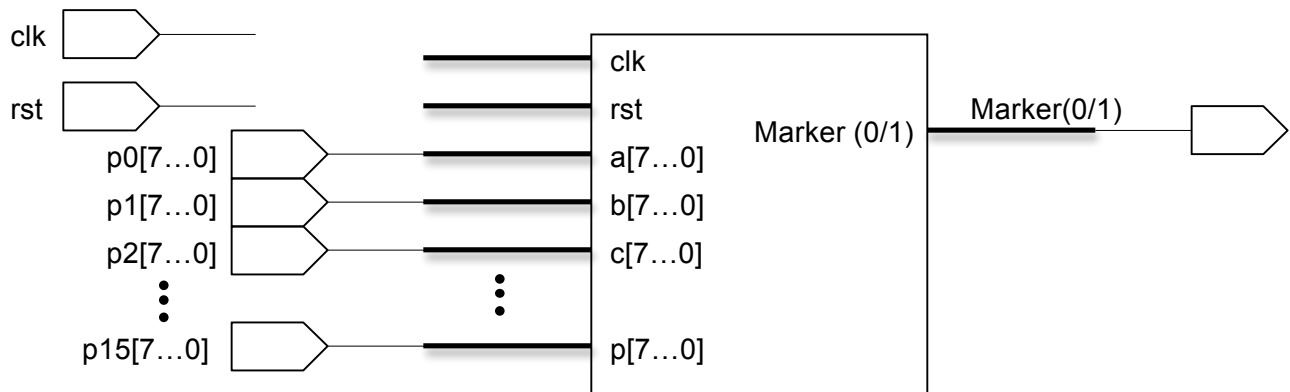 clk
clk
rst
rst
Marker (0/1)
Marker(0/1)
p0[7…0]
a[7…0]
p1[7…0]
b[7…0]
p2[7…0]
c[7…0]
p15[7…0]
p[7…0]